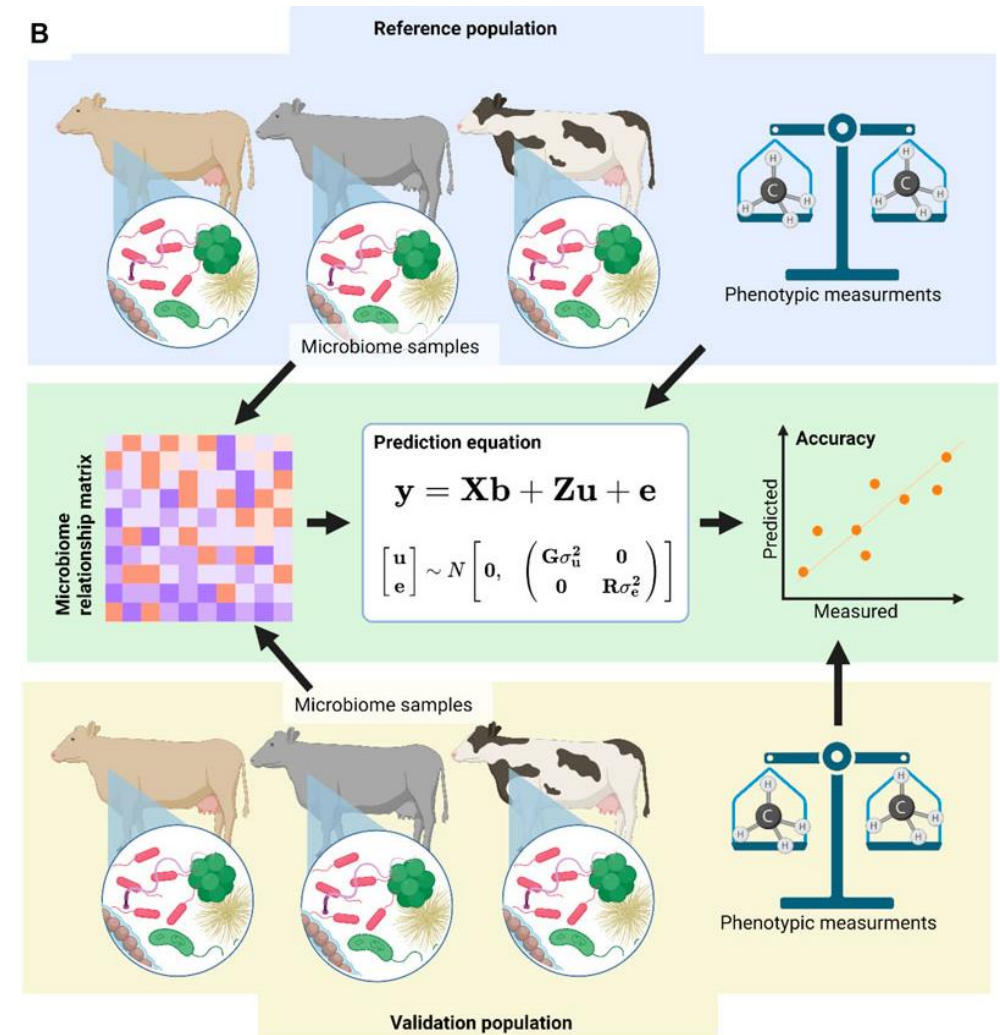 B
Reference population
H
H
H
H
C
H
H
H
H
C
Phenotypic measurments
Microbiome samples
Microbiome
relationship matrix
Prediction equation
y = Xb + Zu + e
[u e] ~ N [0, (Gσ²ᵤ 0 0 Rσ²ₑ)]
Accuracy
Predicted
Measured
Microbiome samples
H
H
H
H
C
H
H
H
H
C
Phenotypic measurments
Validation population